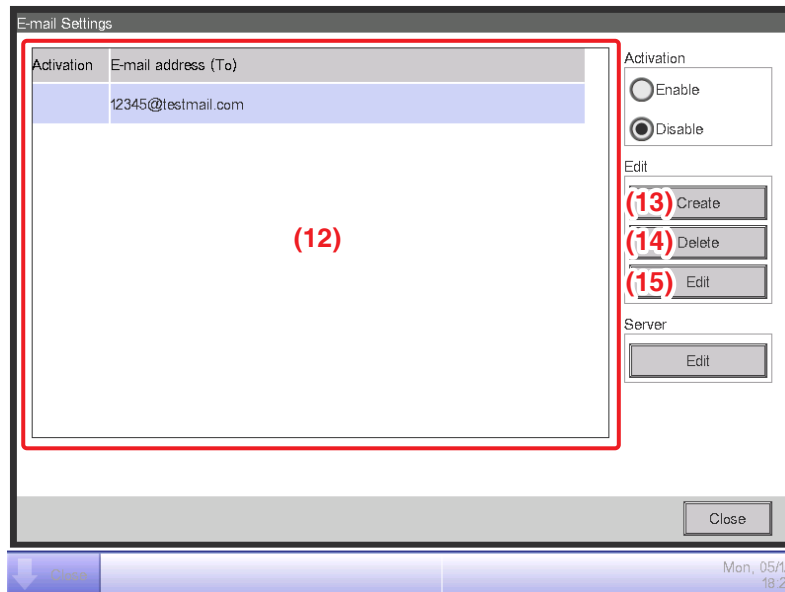 E-mail Settings
Activation E-mail address (To)
12345@testmail.com
(12)
Activation
Enable
Disable
Edit
(13) Create
(14) Delete
(15) Edit
Server
Edit
Close
Close
Mon, 05/1
18:2